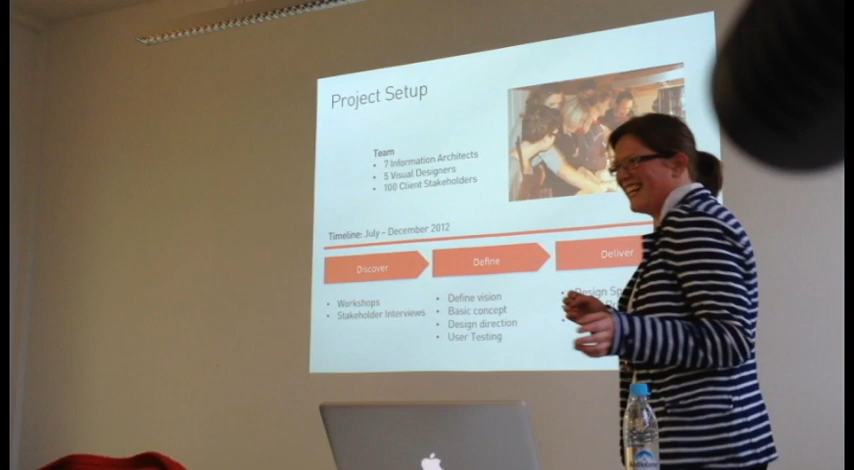 Project Setup
Team
• 7 Information Architects
• 5 Visual Designers
• 100 Client Stakeholders
Timeline: July – December 2012
Discover
Define
Deliver
• Workshops
• Stakeholder Interviews
• Define vision
• Basic concept
• Design direction
• User Testing
• Design